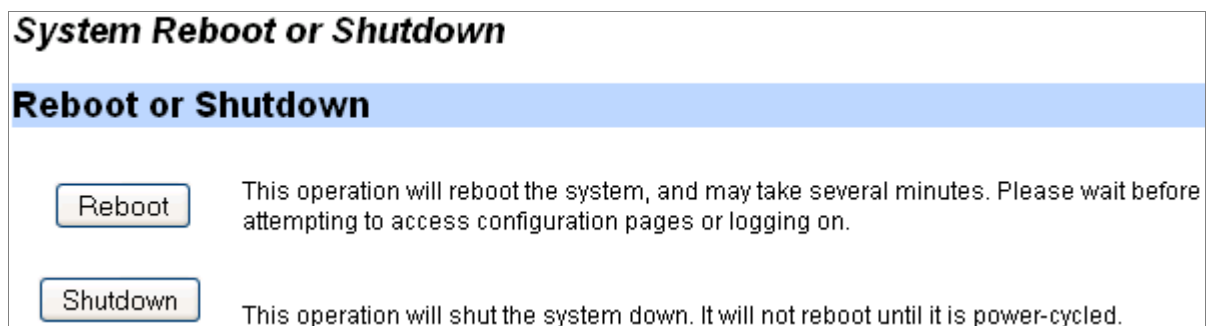 System Reboot or Shutdown
Reboot or Shutdown
Reboot
This operation will reboot the system, and may take several minutes. Please wait before
attempting to access configuration pages or logging on.
Shutdown
This operation will shut the system down. It will not reboot until it is power-cycled.